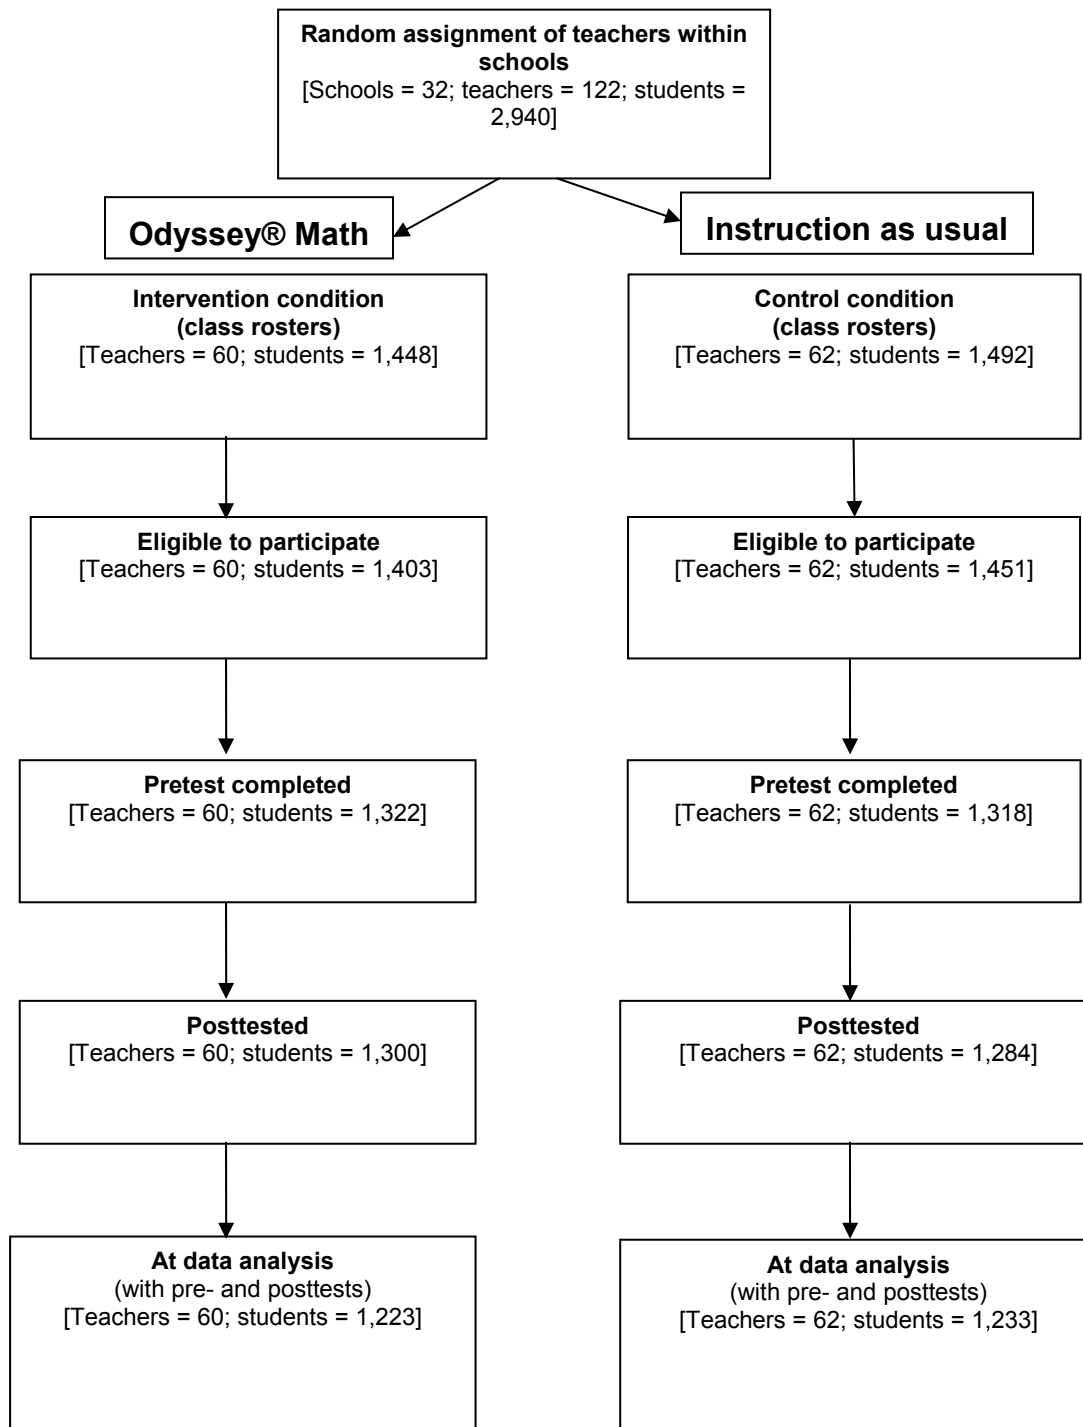 Random assignment of teachers within
schools
[Schools = 32; teachers = 122; students =
2,940]
Odyssey® Math
Instruction as usual
Intervention condition
(class rosters)
[Teachers = 60; students = 1,448]
Control condition
(class rosters)
[Teachers = 62; students = 1,492]
Eligible to participate
[Teachers = 60; students = 1,403]
Eligible to participate
[Teachers = 62; students = 1,451]
Pretest completed
[Teachers = 60; students = 1,322]
Pretest completed
[Teachers = 62; students = 1,318]
Posttested
[Teachers = 60; students = 1,300]
Posttested
[Teachers = 62; students = 1,284]
At data analysis
(with pre- and posttests)
[Teachers = 60; students = 1,223]
At data analysis
(with pre- and posttests)
[Teachers = 62; students = 1,233]